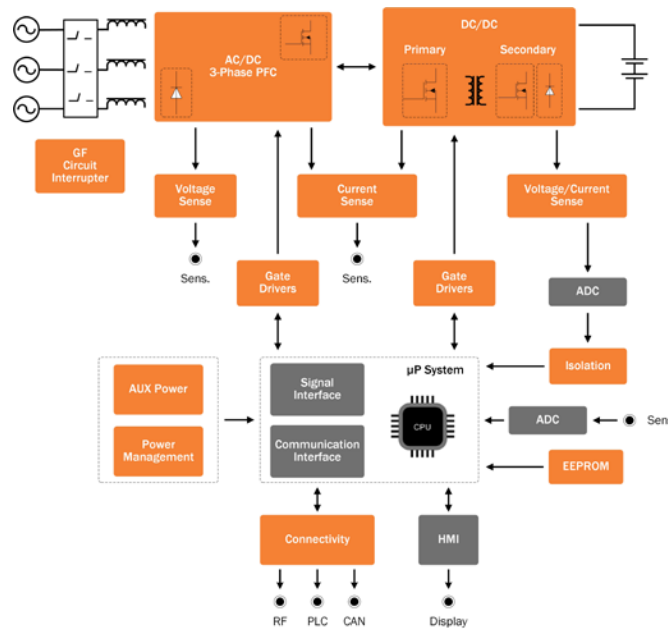 AC/DC
3-Phase PFC
DC/DC
Primary
Secondary
GF
Circuit
Interrupter
Voltage
Sense
Current
Sense
Voltage/Current
Sense
Sens.
Sens.
Gate
Drivers
Gate
Drivers
ADC
Isolation
AUX Power
Power
Management
Signal
Interface
Communication
Interface
µP System
CPU
ADC
Sen
EEPROM
Connectivity
HMI
RF
PLC
CAN
Display